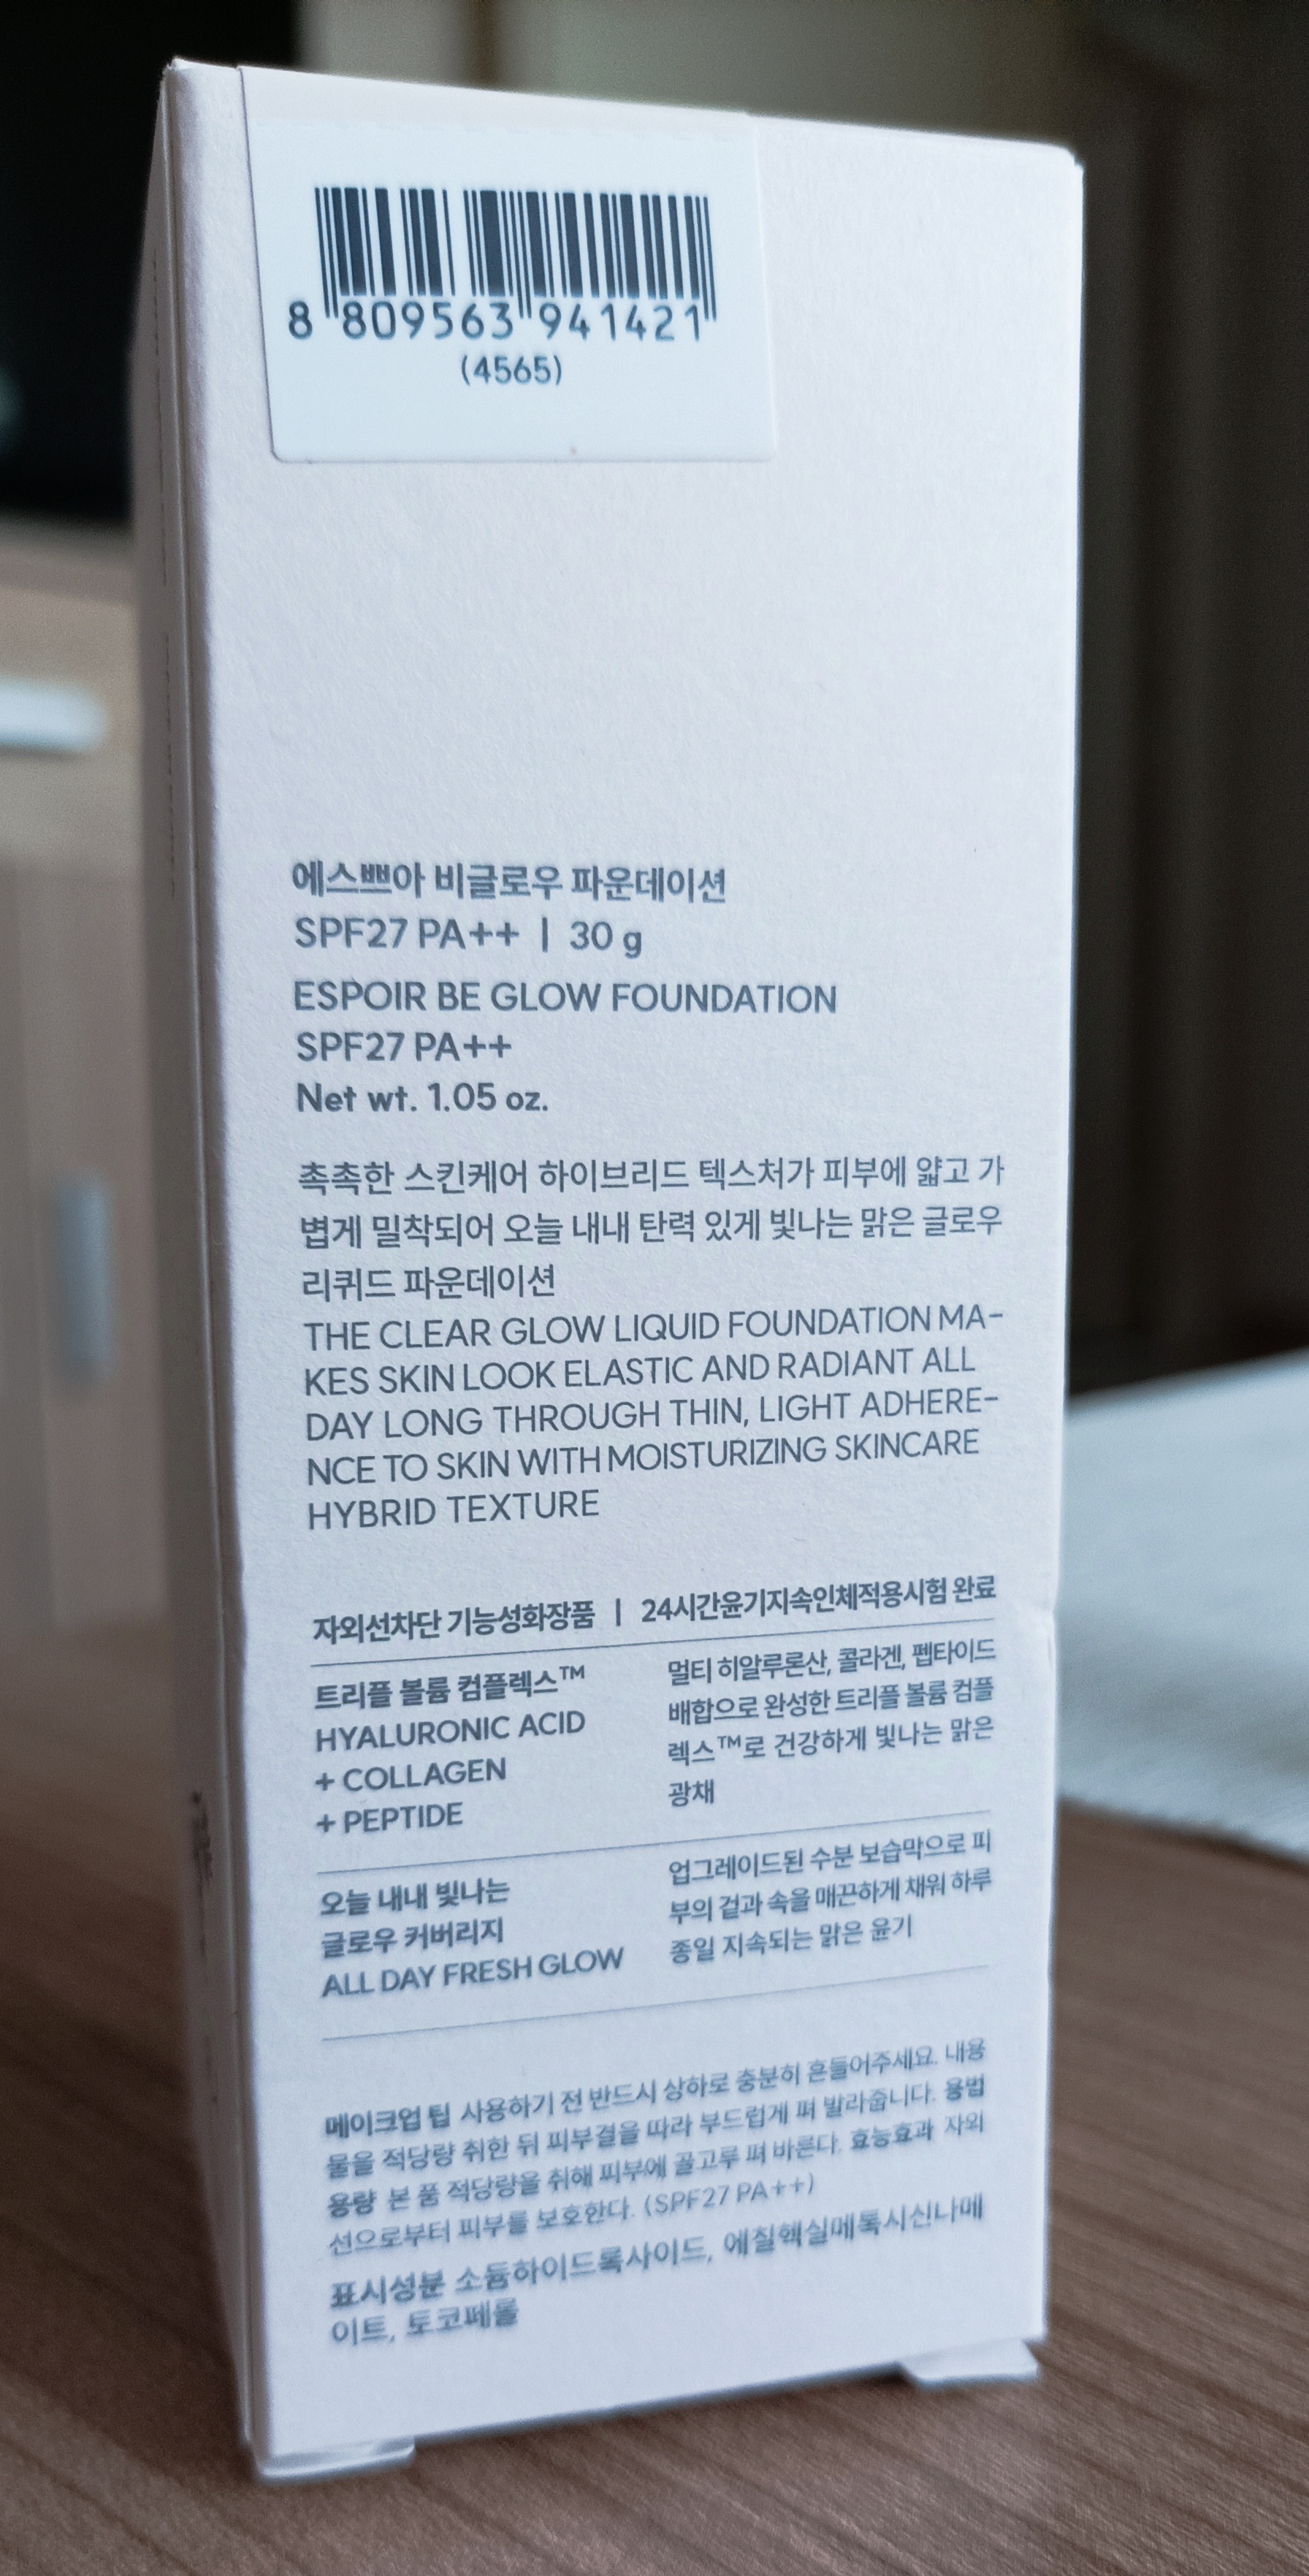 8 809563 941421
(4565)
에스쁘아 비글로우 파운데이션
SPF27 PA++ | 30 g
ESPOIR BE GLOW FOUNDATION
SPF27 PA++
Net wt. 1.05 oz.
촉촉한 스킨케어 하이브리드 텍스처가 피부에 얇고 가
볍게 밀착되어 오늘 내내 탄력 있게 빛나는 맑은 글로우
리퀴드 파운데이션
THE CLEAR GLOW LIQUID FOUNDATION MA-
KES SKIN LOOK ELASTIC AND RADIANT ALL
DAY LONG THROUGH THIN, LIGHT ADHERE-
NCE TO SKIN WITH MOISTURIZING SKINCARE
HYBRID TEXTURE
자외선차단 기능성화장품 | 24시간윤기지속인체적용시험 완료
트리플 볼륨 컴플렉스™
HYALURONIC ACID
+ COLLAGEN
+ PEPTIDE
멀티 히알루론산, 콜라겐, 펩타이드
배합으로 완성한 트리플 볼륨 컴플
렉스™로 건강하게 빛나는 맑은
광채
오늘 내내 빛나는
글로우 커버리지
ALL DAY FRESH GLOW
업그레이드된 수분 보습막으로 피
부의 겉과 속을 매끈하게 채워 하루
종일 지속되는 맑은 윤기
메이크업 팁 사용하기 전 반드시 상하로 충분히 흔들어주세요. 내용
물을 적당량 취한 뒤 피부결을 따라 부드럽게 펴 발라줍니다. 용법
용량 본 품 적당량을 취해 피부에 골고루 펴 바른다. 효능효과 자외
선으로부터 피부를 보호한다. (SPF27 PA++)
표시성분 소듐하이드록사이드, 에칠헥실메톡시신나메
이트, 토코페롤